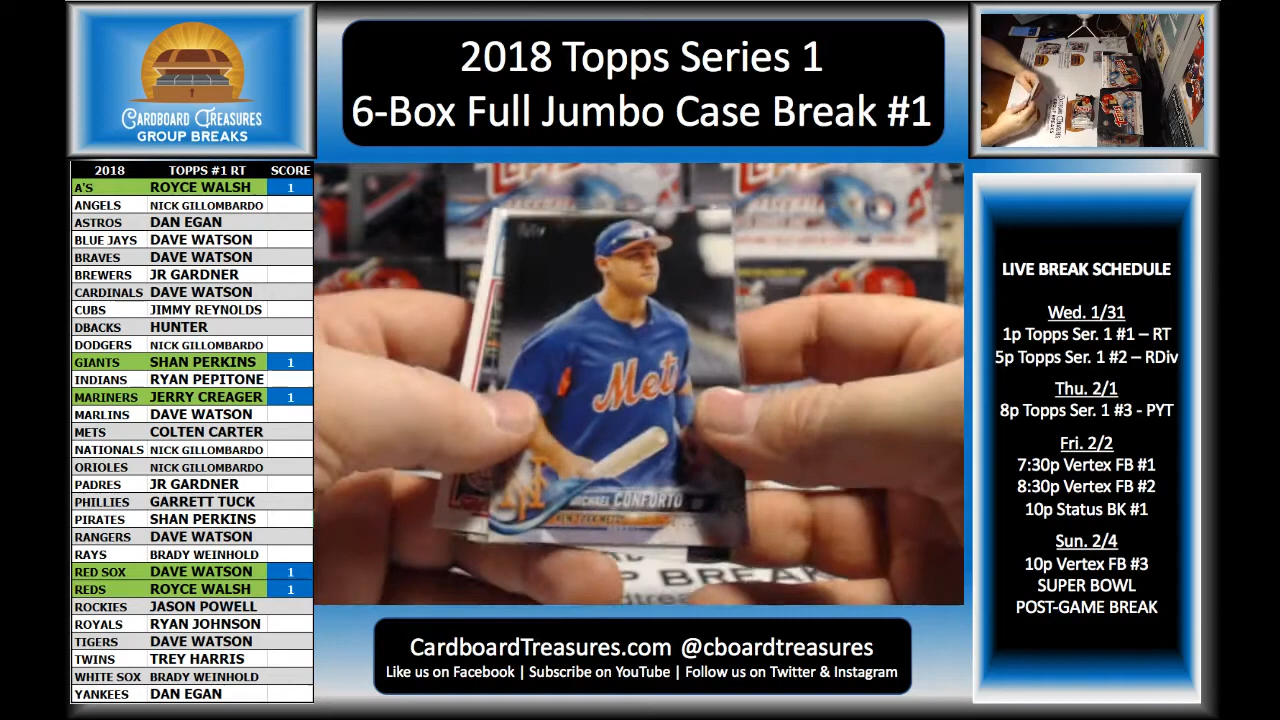 CARDBOARD TREASURES
GROUP BREAKS
2018 Topps Series 1
6-Box Full Jumbo Case Break #1
2018 TOPPS #1 RT SCORE
A'S ROYCE WALSH 1
ANGELS NICK GILLOMBARDO
ASTROS DAN EGAN
BLUE JAYS DAVE WATSON
BRAVES DAVE WATSON
BREWERS JR GARDNER
CARDINALS DAVE WATSON
CUBS JIMMY REYNOLDS
DBACKS HUNTER
DODGERS NICK GILLOMBARDO
GIANTS SHAN PERKINS 1
INDIANS RYAN PEPITONE
MARINERS JERRY CREAGER 1
MARLINS DAVE WATSON
METS COLTEN CARTER
NATIONALS NICK GILLOMBARDO
ORIOLES NICK GILLOMBARDO
PADRES JR GARDNER
PHILLIES GARRETT TUCK
PIRATES SHAN PERKINS
RANGERS DAVE WATSON
RAYS BRADY WEINHOLD
RED SOX DAVE WATSON 1
REDS ROYCE WALSH 1
ROCKIES JASON POWELL
ROYALS RYAN JOHNSON
TIGERS DAVE WATSON
TWINS TREY HARRIS
WHITE SOX BRADY WEINHOLD
YANKEES DAN EGAN
Mets
MICHAEL CONFORTO
BREAK
LIVE BREAK SCHEDULE
Wed. 1/31
1p Topps Ser. 1 #1 – RT
5p Topps Ser. 1 #2 – RDiv
Thu. 2/1
8p Topps Ser. 1 #3 - PYT
Fri. 2/2
7:30p Vertex FB #1
8:30p Vertex FB #2
10p Status BK #1
Sun. 2/4
10p Vertex FB #3
SUPER BOWL
POST-GAME BREAK
CardboardTreasures.com @cboardtreasures
Like us on Facebook | Subscribe on YouTube | Follow us on Twitter & Instagram